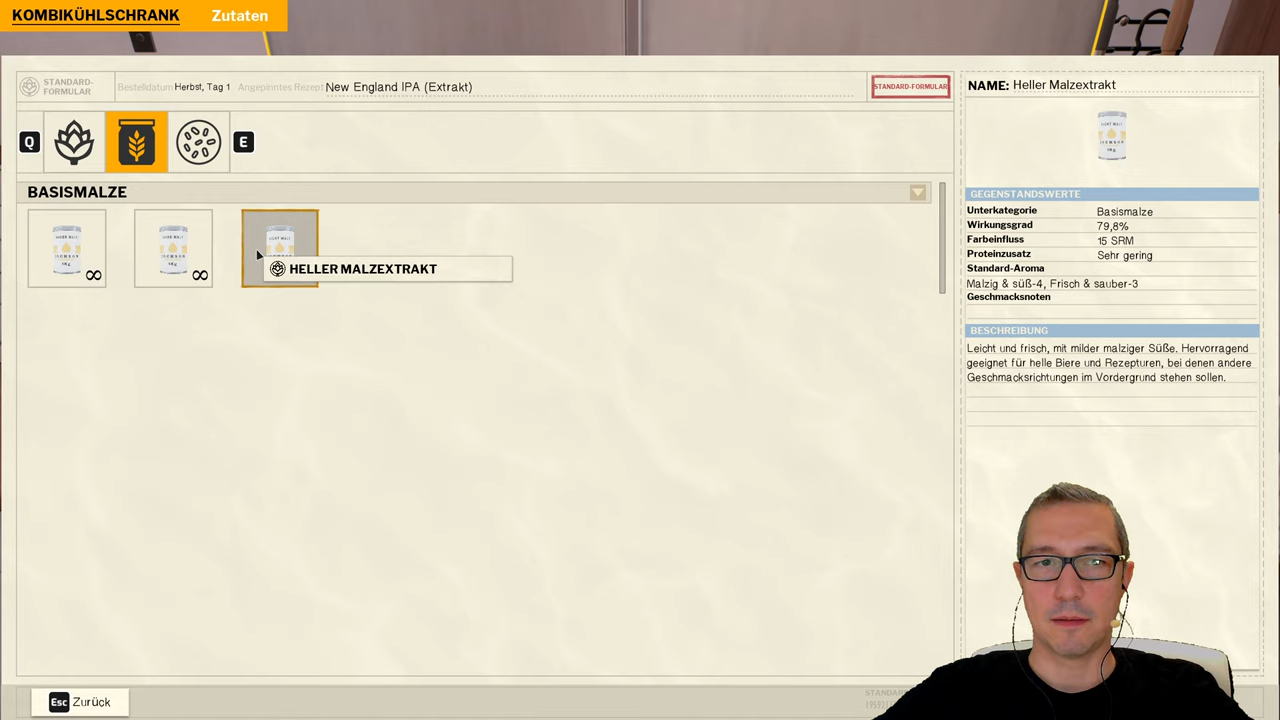 KOMBIKÜHLSCHRANK Zutaten
STANDARD-
FORMULAR
Bestelldatum Herbst, Tag 1 Angepinntes Rezept New England IPA (Extrakt)
STANDARD-FORMULAR
Q
E
BASISMALZE
∞
∞
HELLER MALZEXTRAKT
NAME: Heller Malzextrakt
GEGENSTANDSWERTE
Unterkategorie Basismalze
Wirkungsgrad 79,8%
Farbeinfluss 15 SRM
Proteinzusatz Sehr gering
Standard-Aroma
Malzig & süß-4, Frisch & sauber-3
Geschmacksnoten
BESCHREIBUNG
Leicht und frisch, mit milder malziger Süße. Hervorragend
geeignet für helle Biere und Rezepturen, bei denen andere
Geschmacksrichtungen im Vordergrund stehen sollen.
Esc Zurück